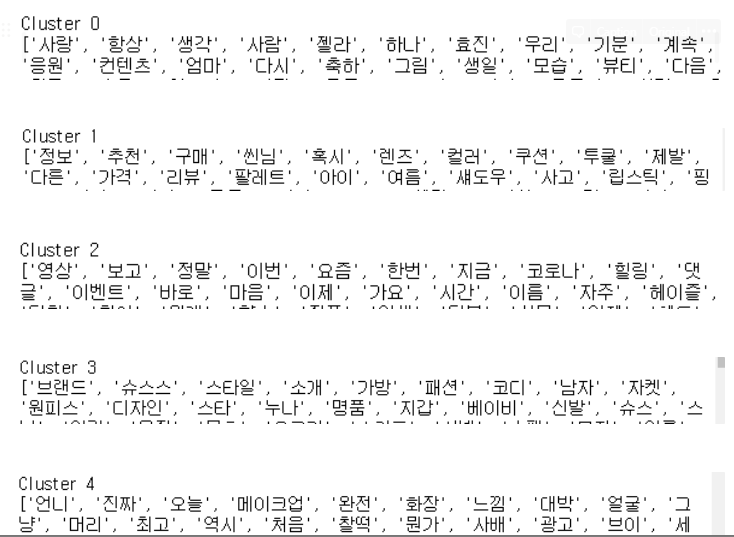 Cluster 0
['사랑', '항상', '생각', '사람', '젤라', '하나', '효진', '우리', '기분', '계속',
'응원', '컨텐츠', '엄마', '다시', '축하', '그림', '생일', '모습', '뷰티', '다음',
Cluster 1
['정보', '추천', '구매', '씬님', '혹시', '렌즈', '컬러', '쿠션', '투쿨', '제발',
'다른', '가격', '리뷰', '팔레트', '아이', '여름', '섀도우', '사고', '립스틱', '핑
Cluster 2
['영상', '보고', '정말', '이번', '요즘', '한번', '지금', '코로나', '힐링', '댓
글', '이벤트', '바로', '마음', '이제', '가요', '시간', '이름', '자주', '헤이즐',
Cluster 3
['브랜드', '슈스스', '스타일', '소개', '가방', '패션', '코디', '남자', '자켓',
'원피스', '디자인', '스타', '누나', '명품', '지갑', '베이비', '신발', '슈스', '스
Cluster 4
['언니', '진짜', '오늘', '메이크업', '완전', '화장', '느낌', '대박', '얼굴', '그
냥', '머리', '최고', '역시', '처음', '찰떡', '뭔가', '사배', '광고', '브이', '세